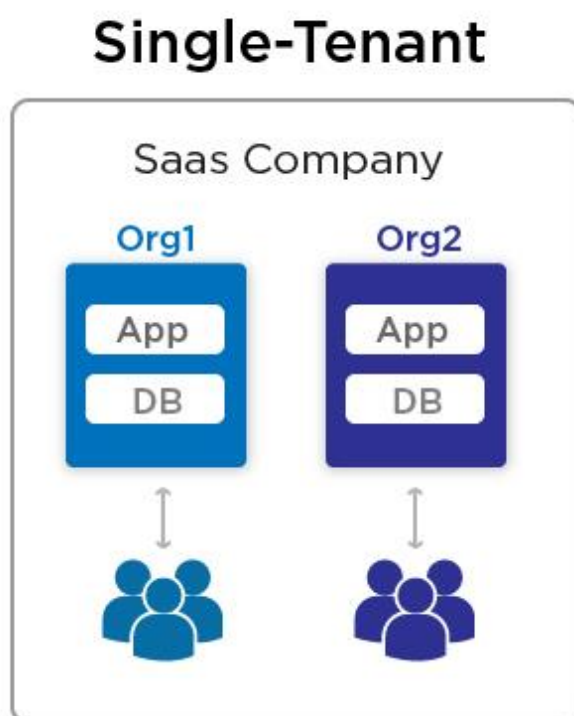 Single-Tenant
Saas Company
Org1 Org2
App App
DB DB